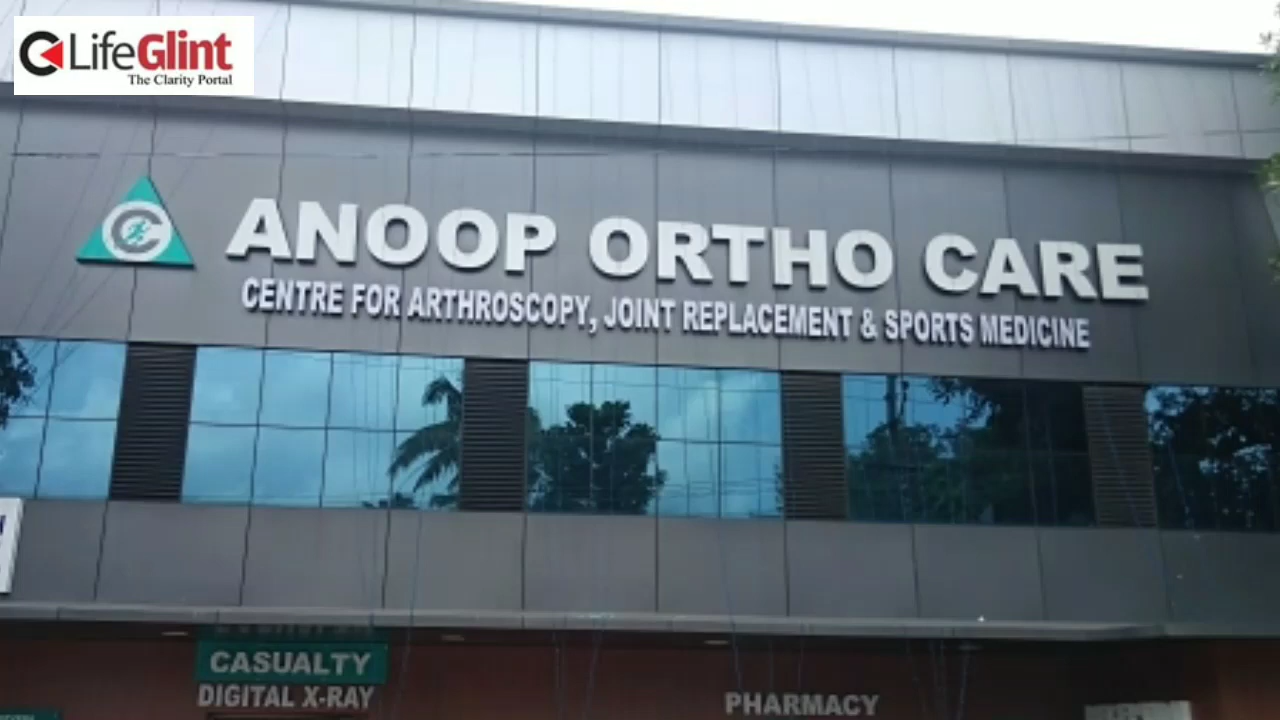 LifeGlint
The Clarity Portal
ANOOP ORTHO CARE
CENTRE FOR ARTHROSCOPY, JOINT REPLACEMENT & SPORTS MEDICINE
CASUALTY
DIGITAL X-RAY
PHARMACY